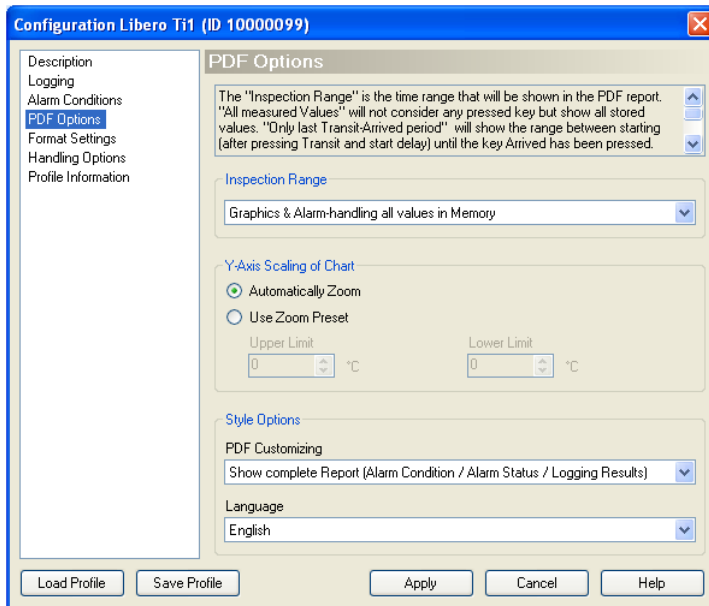 Configuration Libero Ti1 (ID 10000099)
Description
Logging
Alarm Conditions
PDF Options
Format Settings
Handling Options
Profile Information
PDF Options
The "Inspection Range" is the time range that will be shown in the PDF report.
"All measured Values" will not consider any pressed key but show all stored
values. "Only last Transit-Arrived period" will show the range between starting
(after pressing Transit and start delay) until the key Arrived has been pressed.
Inspection Range
Graphics & Alarm-handling all values in Memory
Y-Axis Scaling of Chart
Automatically Zoom
Use Zoom Preset
Upper Limit Lower Limit
0 °C 0 °C
Style Options
PDF Customizing
Show complete Report (Alarm Condition / Alarm Status / Logging Results)
Language
English
Load Profile Save Profile Apply Cancel Help